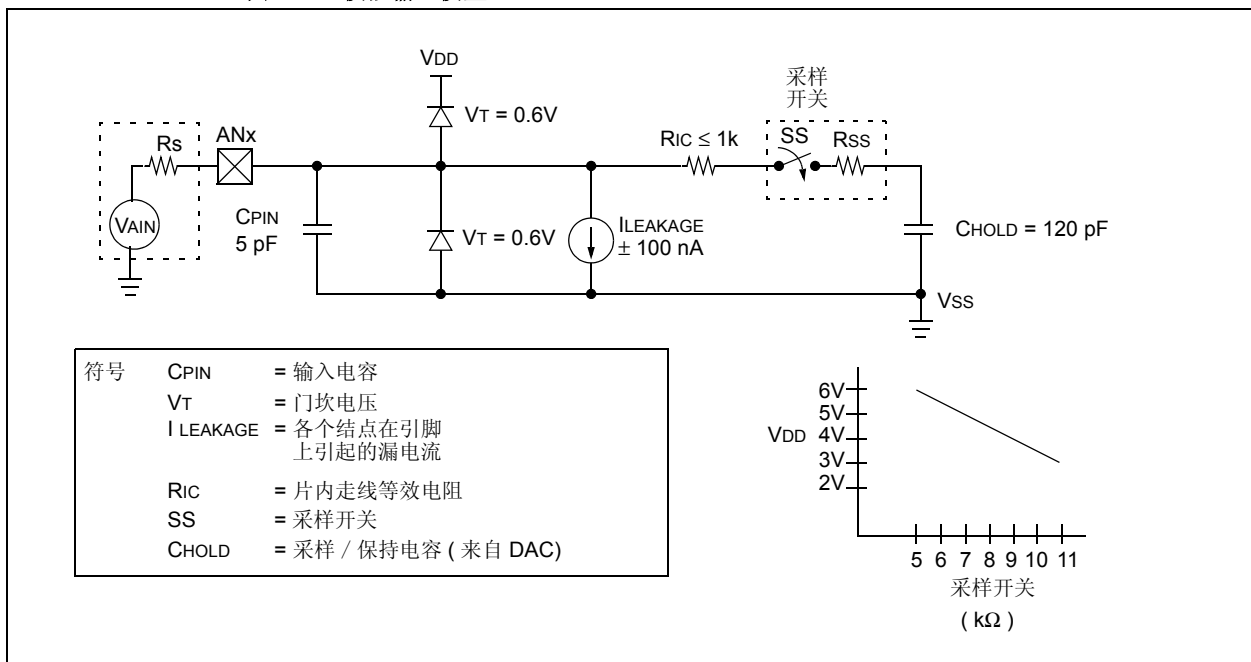 VDD
采样
开关
VT = 0.6V
Rs
ANx
RIC ≤ 1k
SS
RSS
VAIN
CPIN
5 pF
VT = 0.6V
ILEAKAGE
± 100 nA
CHOLD = 120 pF
VSS
符号 CPIN = 输入电容
VT = 门坎电压
I LEAKAGE = 各个结点在引脚
上引起的漏电流
RIC = 片内走线等效电阻
SS = 采样开关
CHOLD = 采样 / 保持电容 ( 来自 DAC)
6V
5V
VDD 4V
3V
2V
5 6 7 8 9 10 11
采样开关
( kΩ )